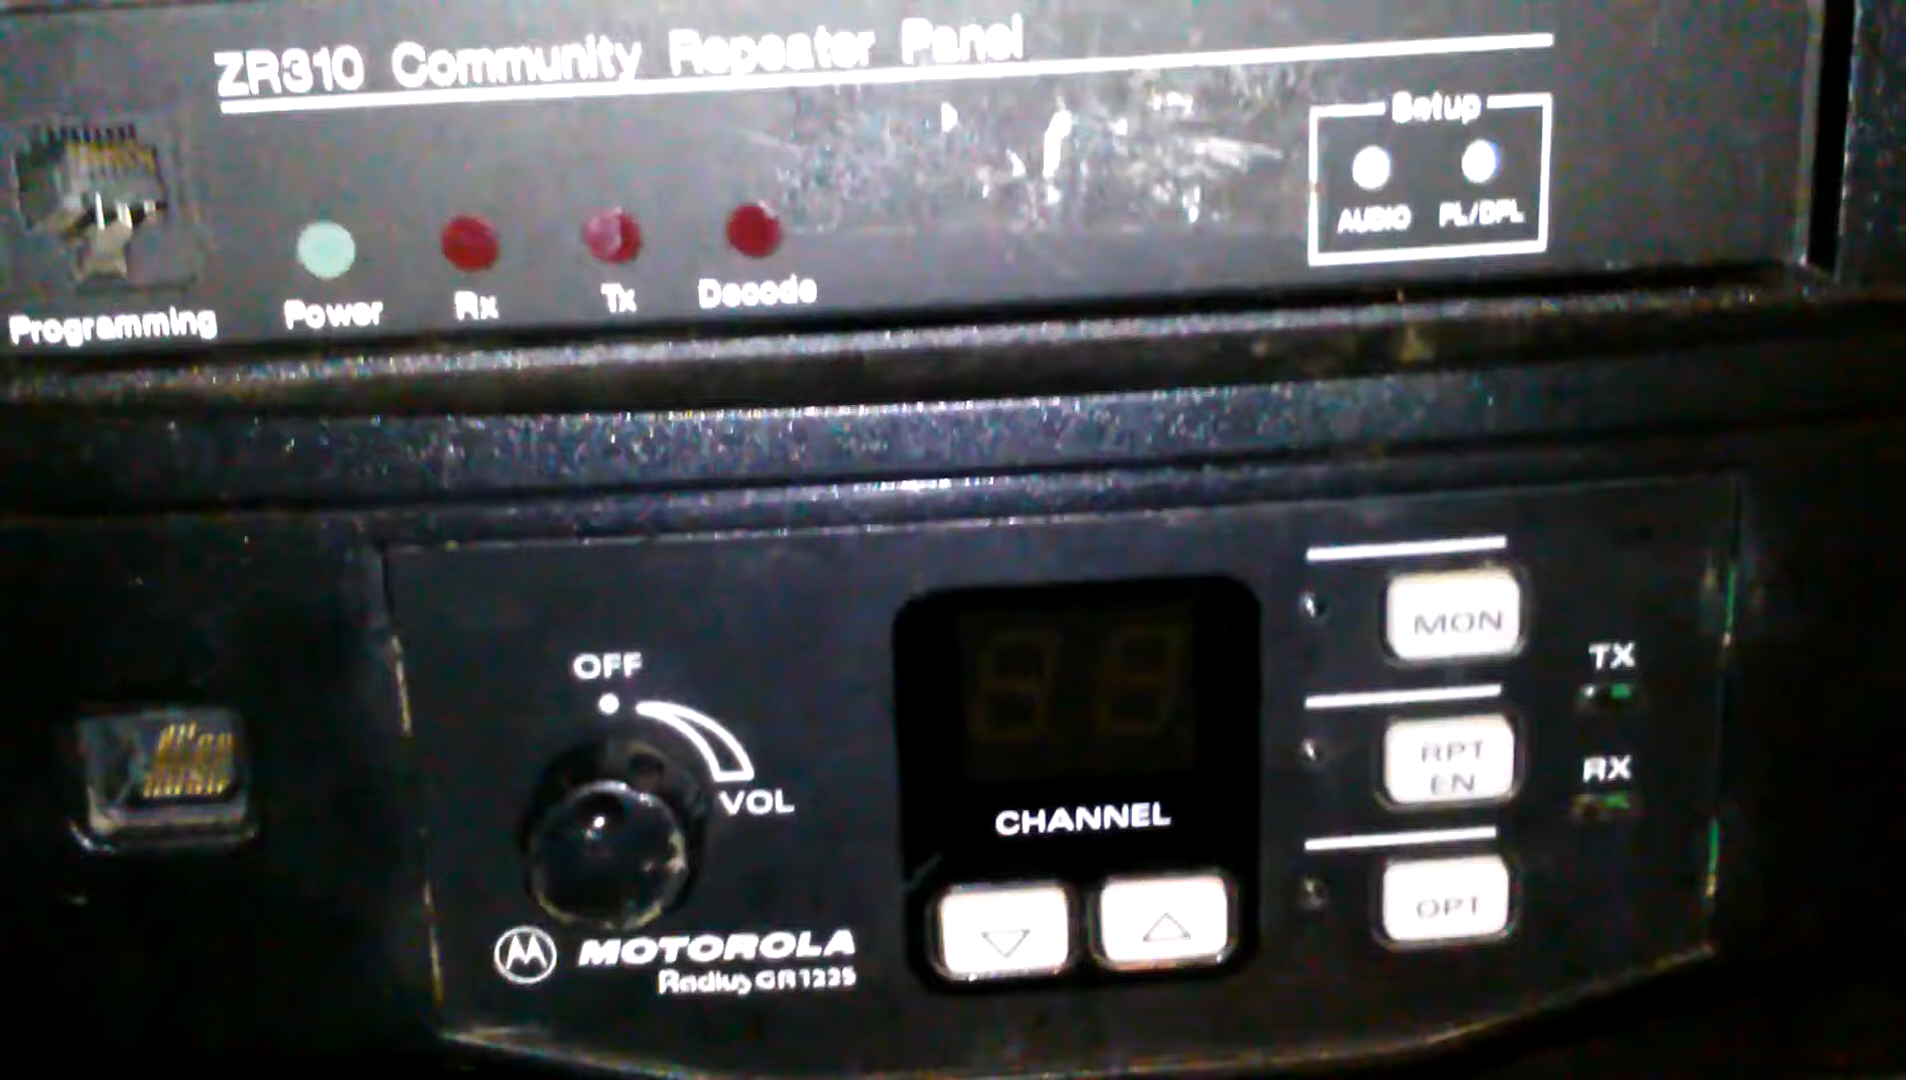 ZR310 Community Repeater Panel
Setup
AUDIO PL/DPL
Programming Power Rx Tx Decode
OFF
VOL
MOTOROLA
Radius GR1225
CHANNEL
MON
RPT
EN
OPT
TX
RX